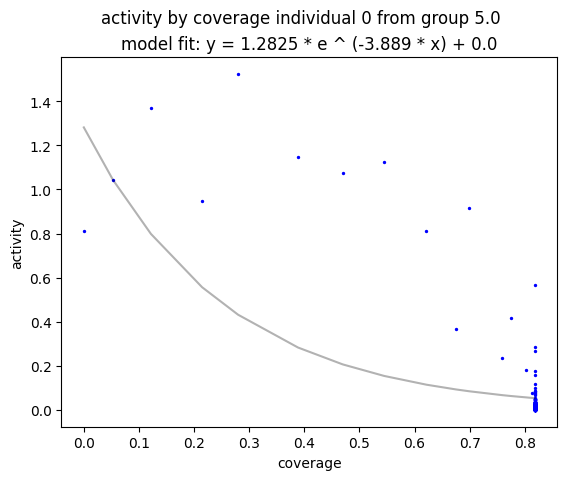 activity by coverage individual 0 from group 5.0
model fit: y = 1.2825 * e ^ (-3.889 * x) + 0.0
1.4
1.2
1.0
0.8
0.6
0.4
0.2
0.0
activity
0.0 0.1 0.2 0.3 0.4 0.5 0.6 0.7 0.8
coverage